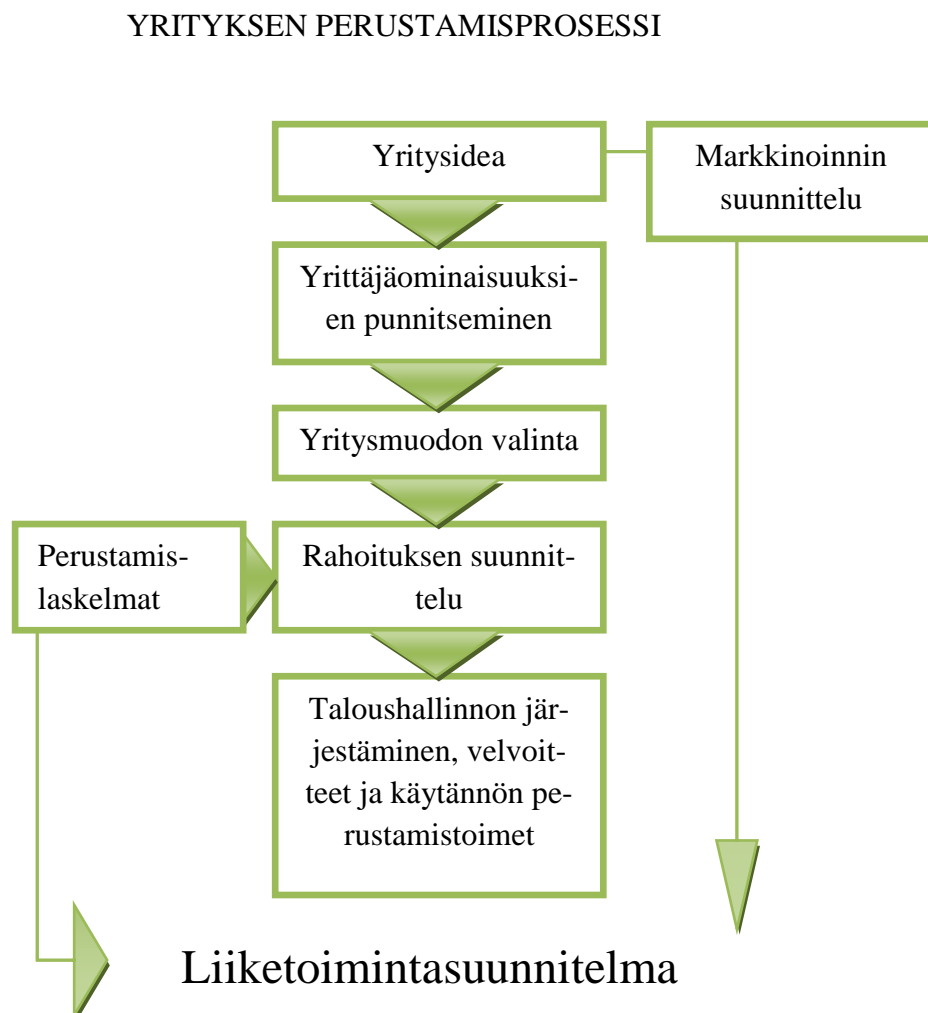 YRITYKSEN PERUSTAMISPROSESSI
Yritysidea
Markkinoinnin
suunnittelu
Yrittäjäominaisuuksi-
en punnitseminen
Yritysmuodon valinta
Perustamis-
laskelmat
Rahoituksen suunnit-
telu
Taloushallinnon jär-
jestäminen, velvoit-
teet ja käytännön pe-
rustamistoimet
Liiketoimintasuunnitelma